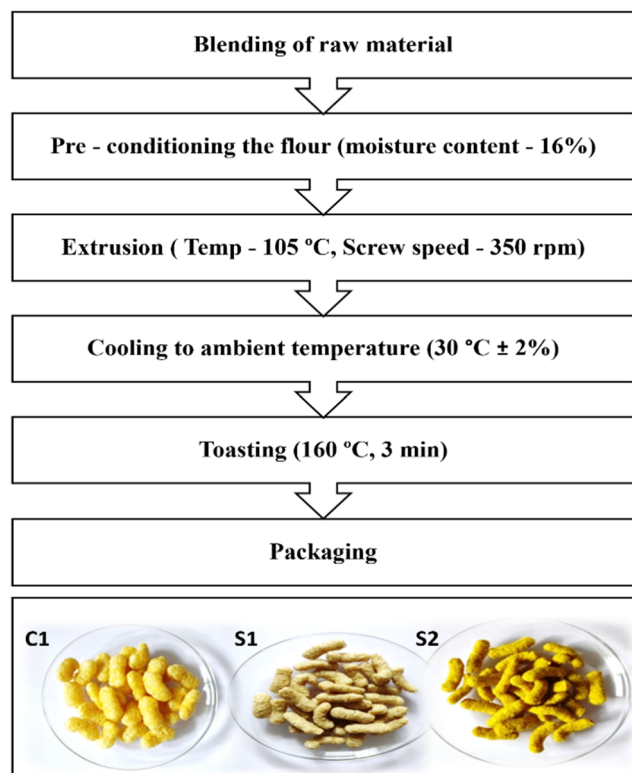 Blending of raw material
Pre - conditioning the flour (moisture content - 16%)
Extrusion ( Temp - 105 ºC, Screw speed - 350 rpm)
Cooling to ambient temperature (30 °C ± 2%)
Toasting (160 ºC, 3 min)
Packaging
C1 S1 S2